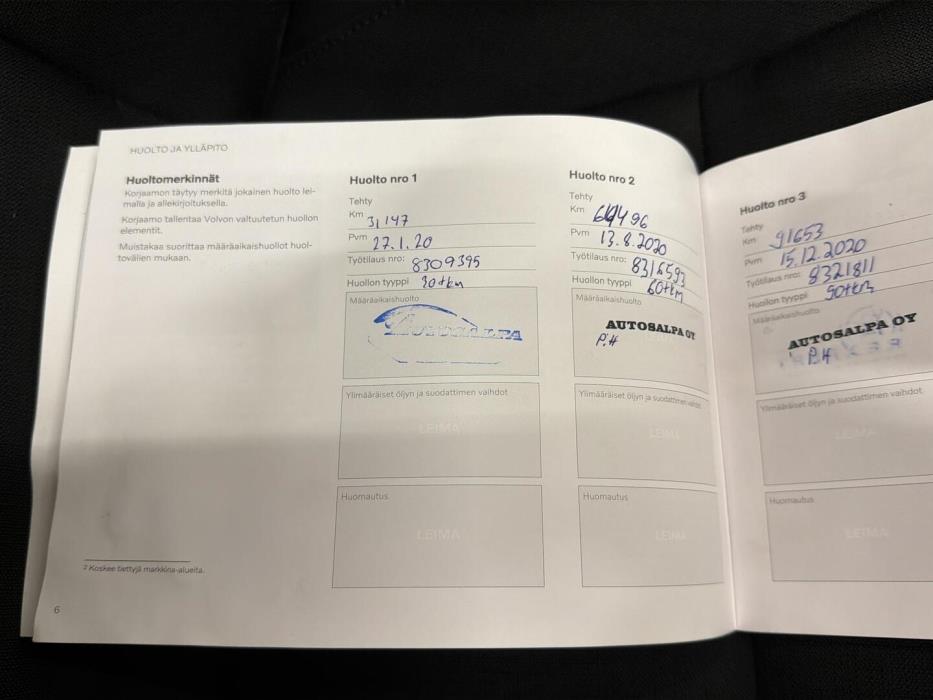 HUOLTO JA YLLÄPITO
Huoltomerkinnät
Korjaamon täytyy merkitä jokainen huolto lei-
malla ja allekirjoituksella.
Korjaamo tallentaa Volvon valtuutetun huollon
elementit.
Muistakaa suorittaa määräaikaishuollot huol-
tovälien mukaan.
Huolto nro 1
Tehty
Km 31147
Pvm 27.1.20
Työtilaus nro: 8309395
Huollon tyyppi 30tkm
Määräaikaishuolto
AUTOSALPA
Ylimääräiset öljyn ja suodattimen vaihdot
LEIMA
Huomautus
LEIMA
Huolto nro 2
Tehty
Km
Pvm 13.8.2020
Työtilaus nro: 8316593
Huollon tyyppi 60tkm
Määräaikaishuolto
AUTOSALPA OY
P.H
Ylimääräiset öljyn ja suodattimen vaihdot
LEIMA
Huomautus
LEIMA
Huolto nro 3
Tehty
Km 91653
Pvm 15.12.2020
Työtilaus nro: 8321811
Huollon tyyppi 90tkm
Määräaikaishuolto
AUTOSALPA OY
P.H
Ylimääräiset öljyn ja suodattimen vaihdot
LEIMA
Huomautus
LEIMA
2 Koskee tiettyjä markkina-alueita.
6